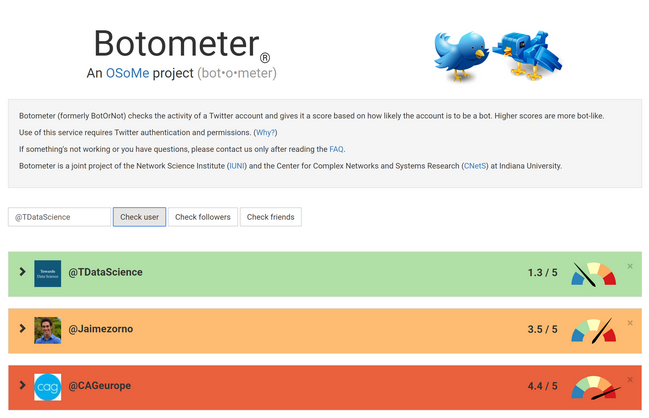 Botometer®
An OSoMe project (bot•o•meter)
Botometer (formerly BotOrNot) checks the activity of a Twitter account and gives it a score based on how likely the account is to be a bot. Higher scores are more bot-like.
Use of this service requires Twitter authentication and permissions. (Why?)
If something's not working or you have questions, please contact us only after reading the FAQ.
Botometer is a joint project of the Network Science Institute (IUNI) and the Center for Complex Networks and Systems Research (CNetS) at Indiana University.
@TDataScience Check user Check followers Check friends
Towards Data Science @TDataScience 1.3 / 5 ×
@Jaimezorno 3.5 / 5 ×
cag @CAGeurope 4.4 / 5 ×